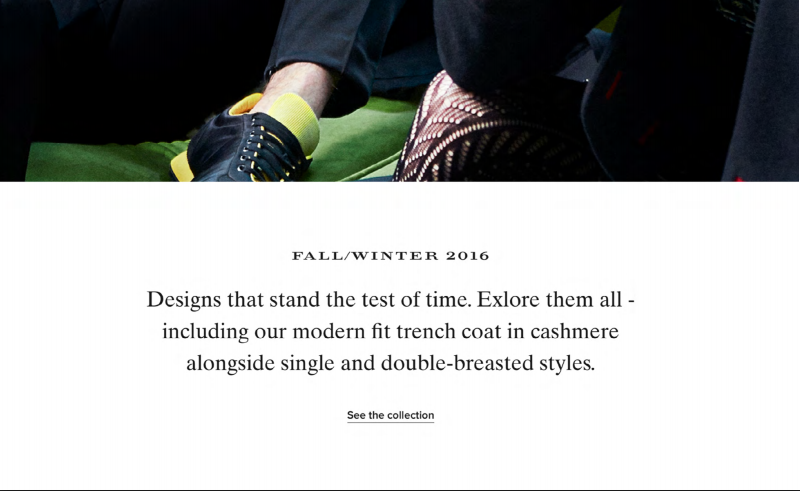 FALL/WINTER 2016
Designs that stand the test of time. Exlore them all -
including our modern fit trench coat in cashmere
alongside single and double-breasted styles.
See the collection